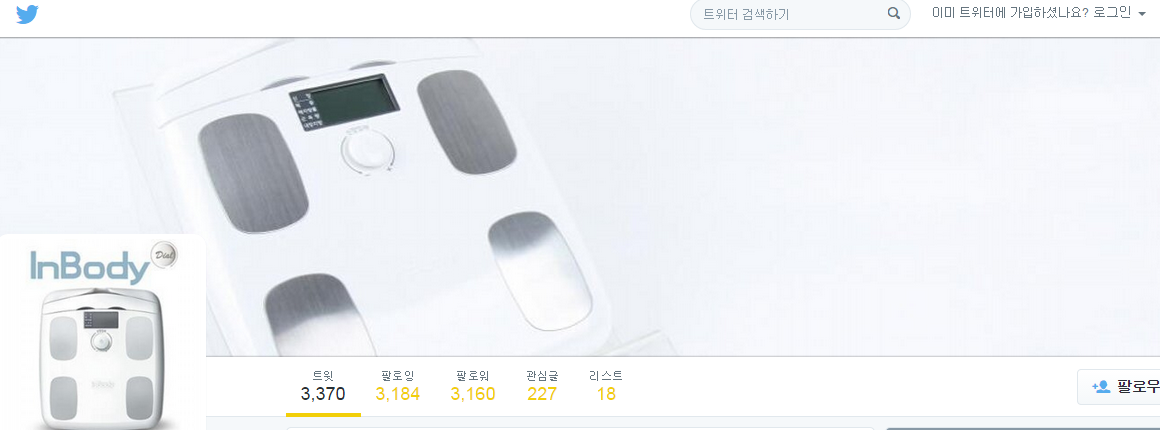 트위터 검색하기
이미 트위터에 가입하셨나요? 로그인
InBody
Dial
트윗 팔로잉 팔로워 관심글 리스트
3,370 3,184 3,160 227 18
팔로우